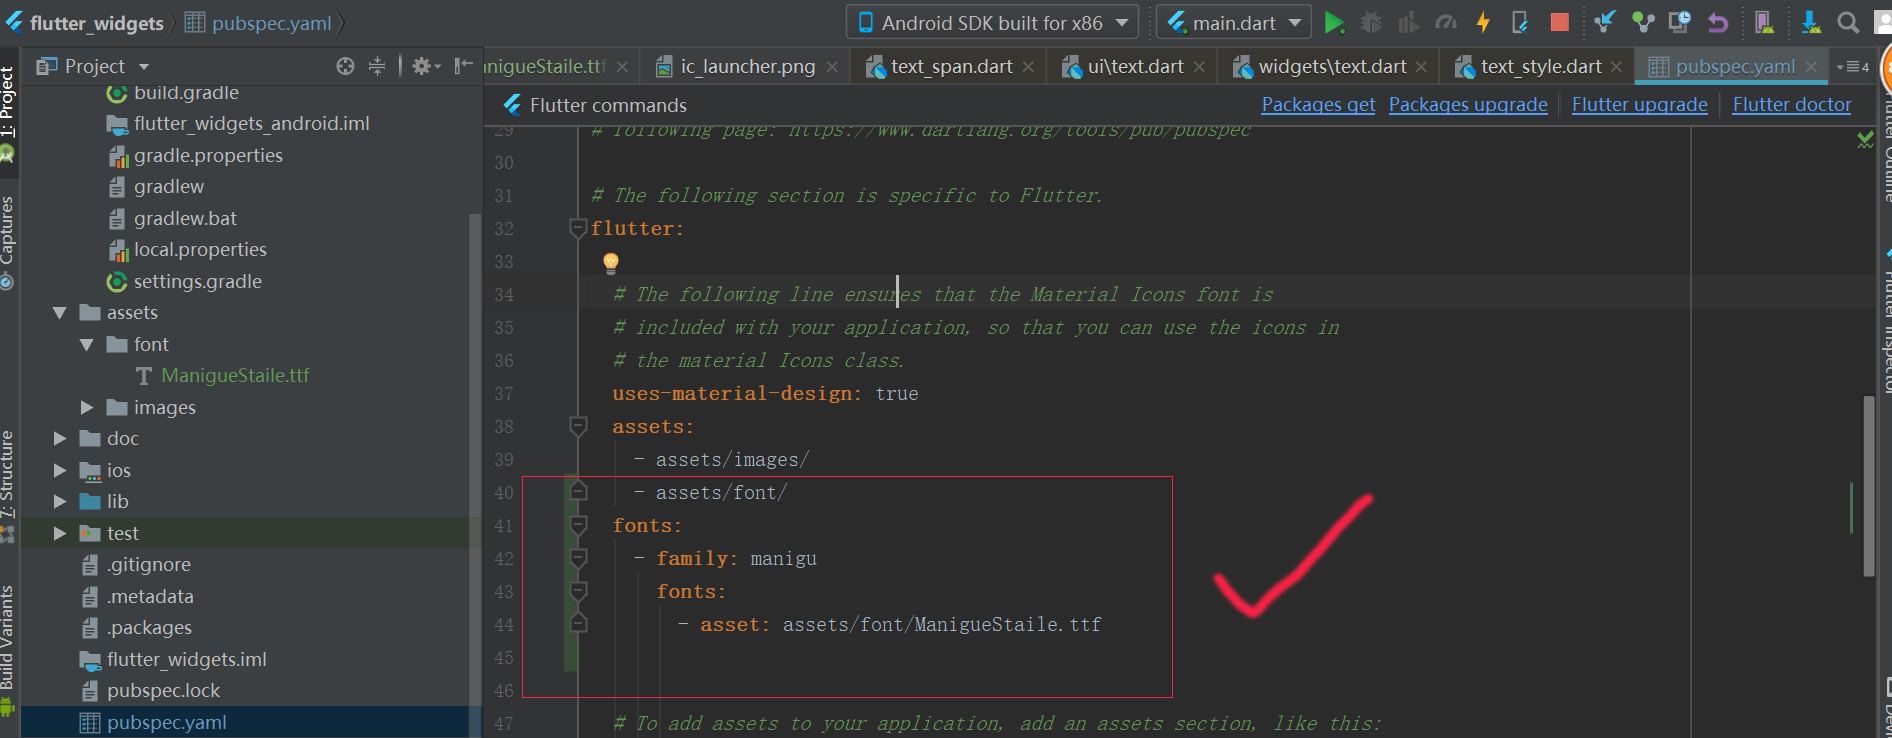 flutter_widgets
pubspec.yaml
Android SDK built for x86
main.dart
Project
anigueStaile.ttf
ic_launcher.png
text_span.dart
ui\text.dart
widgets\text.dart
text_style.dart
pubspec.yaml
4
Flutter commands
Packages get
Packages upgrade
Flutter upgrade
Flutter doctor
1: Project
Captures
7: Structure
Build Variants
build.gradle
flutter_widgets_android.iml
gradle.properties
gradlew
gradlew.bat
local.properties
settings.gradle
assets
font
ManigueStaile.ttf
images
doc
ios
lib
test
.gitignore
.metadata
.packages
flutter_widgets.iml
pubspec.lock
pubspec.yaml
29 # following page: https://www.dartlang.org/tools/pub/pubspec
30
31 # The following section is specific to Flutter.
32 flutter:
33
34 # The following line ensures that the Material Icons font is
35 # included with your application, so that you can use the icons in
36 # the material Icons class.
37 uses-material-design: true
38 assets:
39 - assets/images/
40 - assets/font/
41 fonts:
42 - family: manigu
43 fonts:
44 - asset: assets/font/ManigueStaile.ttf
45
46
47 # To add assets to your application, add an assets section, like this:
Flutter Outline
Flutter Inspector